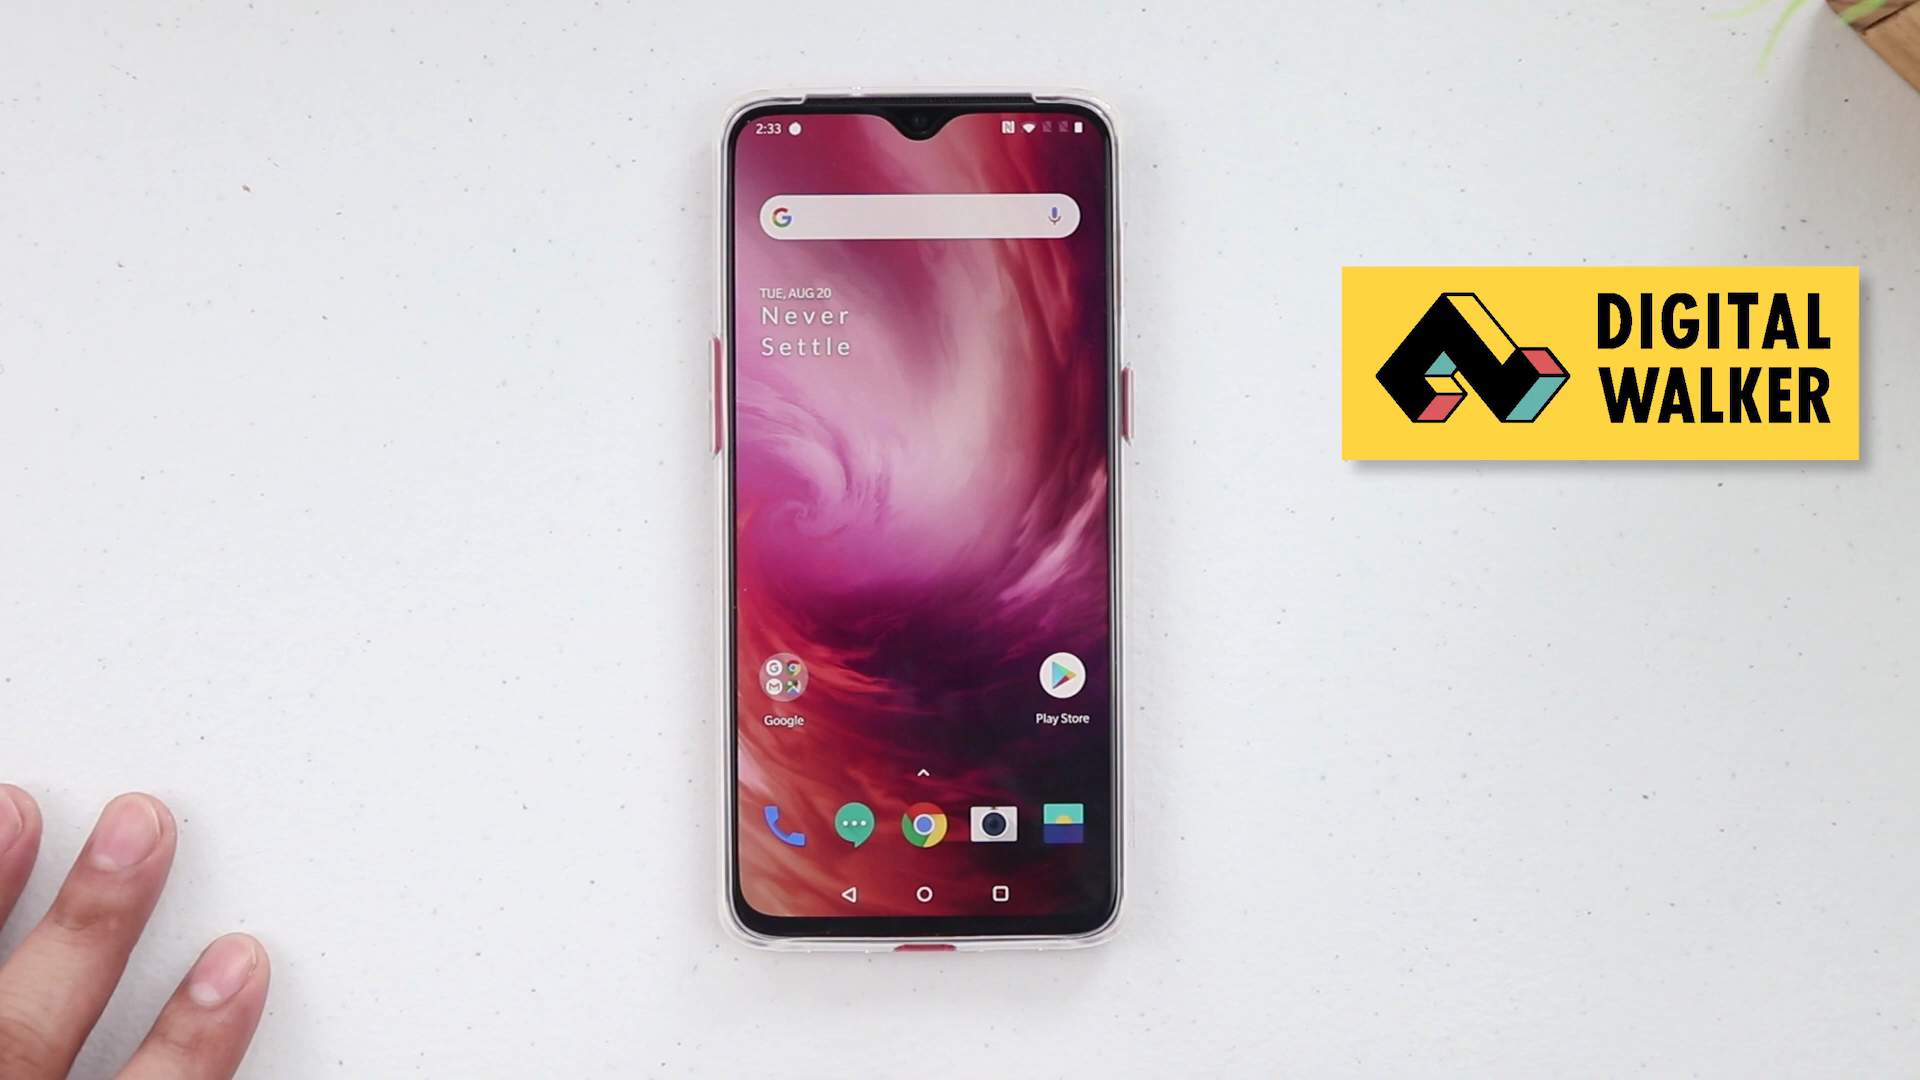 2:33
TUE, AUG 20
Never
Settle
Google
Play Store
DIGITAL
WALKER